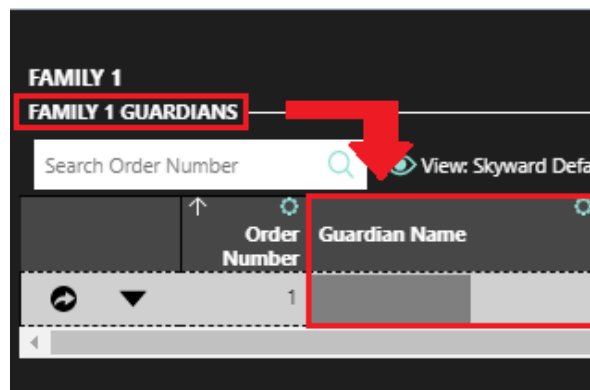 FAMILY 1
FAMILY 1 GUARDIANS
Search Order Number
View: Skyward Defa
Order Number
Guardian Name
1